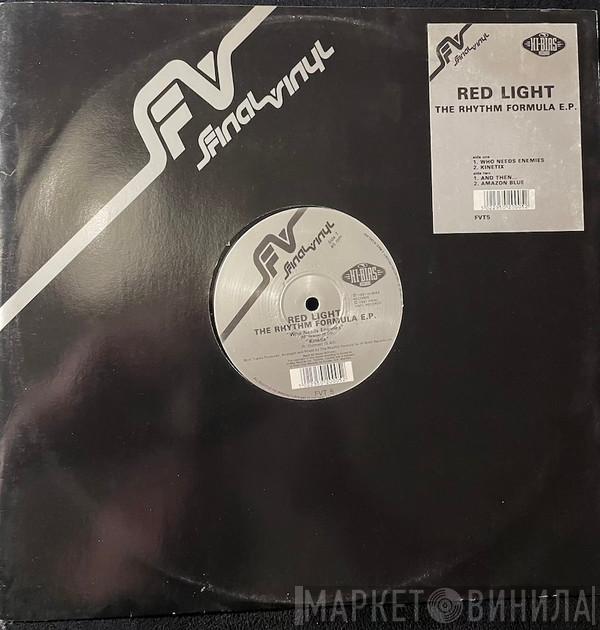 FV
finalvinyl
FV
finalvinyl
HI-BIAS
RED LIGHT
THE RHYTHM FORMULA E.P.
side one
1. WHO NEEDS ENEMIES
2. KINETIX
side two
1. AND THEN...
2. AMAZON BLUE
FVT5
FV
finalvinyl
HI-BIAS
RED LIGHT
THE RHYTHM FORMULA E.P.
"Who Needs Enemies"
"Kinetix"
FVT 5
МАРКЕТ ВИНИЛА